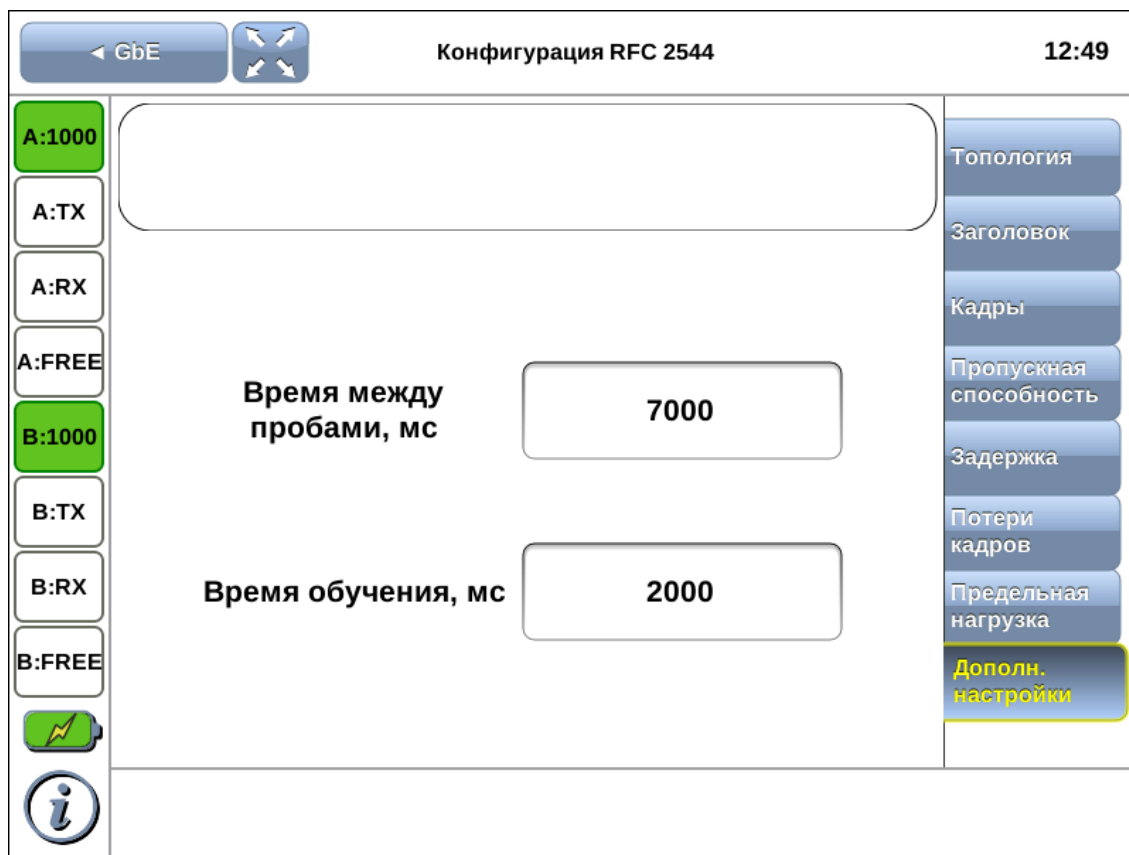 ◄ GbE
Конфигурация RFC 2544
12:49
A:1000
A:TX
A:RX
A:FREE
B:1000
B:TX
B:RX
B:FREE
Время между
пробами, мс
7000
Время обучения, мс
2000
Топология
Заголовок
Кадры
Пропускная
способность
Задержка
Потери
кадров
Предельная
нагрузка
Дополн.
настройки
i